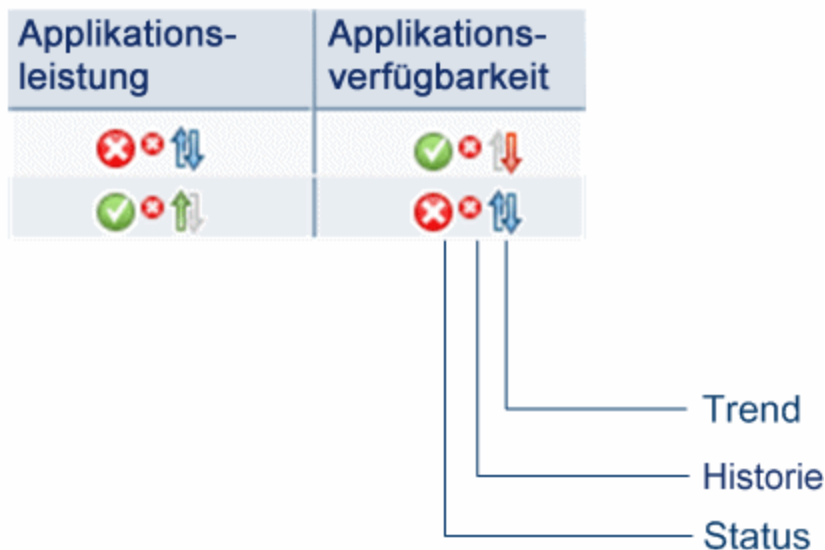 Applikations-
leistung
Applikations-
verfügbarkeit
Trend
Historie
Status